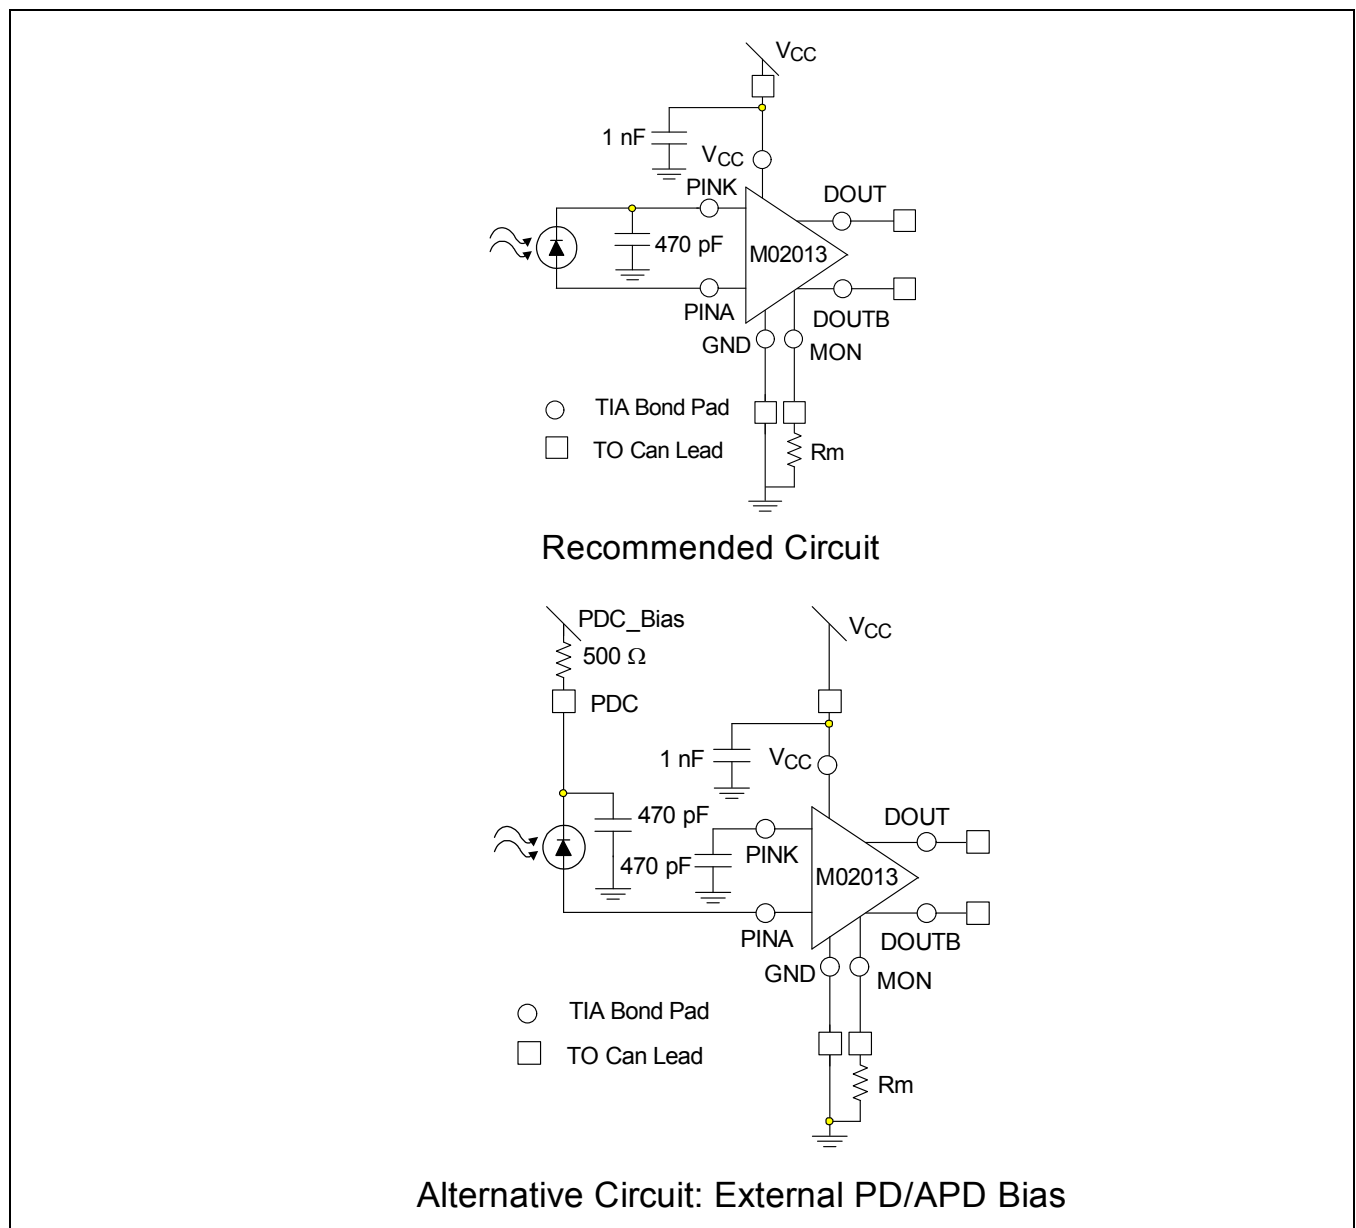 VCC
1 nF
VCC
PINK
DOUT
470 pF
M02013
PINA
DOUTB
GND
MON
TIA Bond Pad
TO Can Lead
Rm
Recommended Circuit
PDC_Bias
500 Ω
VCC
PDC
1 nF
VCC
470 pF
DOUT
470 pF
PINK
M02013
PINA
DOUTB
GND
MON
TIA Bond Pad
TO Can Lead
Rm
Alternative Circuit: External PD/APD Bias